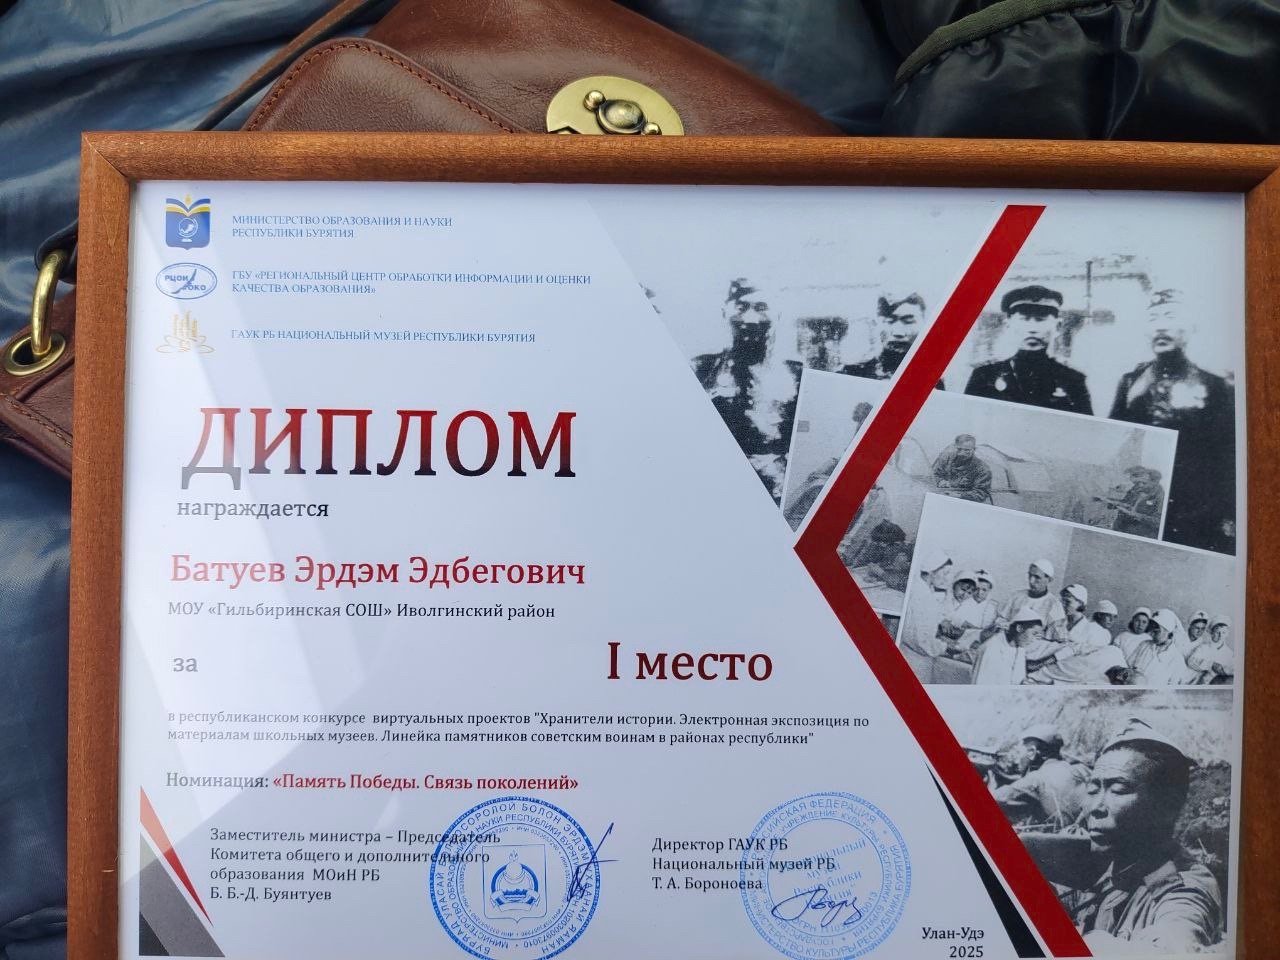 МИНИСТЕРСТВО ОБРАЗОВАНИЯ И НАУКИ
РЕСПУБЛИКИ БУРЯТИЯ
РЦОИ
ОКО
ГБУ «РЕГИОНАЛЬНЫЙ ЦЕНТР ОБРАБОТКИ ИНФОРМАЦИИ И ОЦЕНКИ
КАЧЕСТВА ОБРАЗОВАНИЯ»
ГАУК РБ НАЦИОНАЛЬНЫЙ МУЗЕЙ РЕСПУБЛИКИ БУРЯТИЯ
ДИПЛОМ
награждается
Батуев Эрдэм Эдбегович
МОУ «Гильбиринская СОШ» Иволгинский район
за
I место
в республиканском конкурсе виртуальных проектов "Хранители истории. Электронная экспозиция по
материалам школьных музеев. Линейка памятников советским воинам в районах республики"
Номинация: «Память Победы. Связь поколений»
Заместитель министра – Председатель
Комитета общего и дополнительного
образования МОиН РБ
Б. Б.-Д. Буянтуев
Директор ГАУК РБ
Национальный музей РБ
Т. А. Бороноева
Улан-Удэ
2025